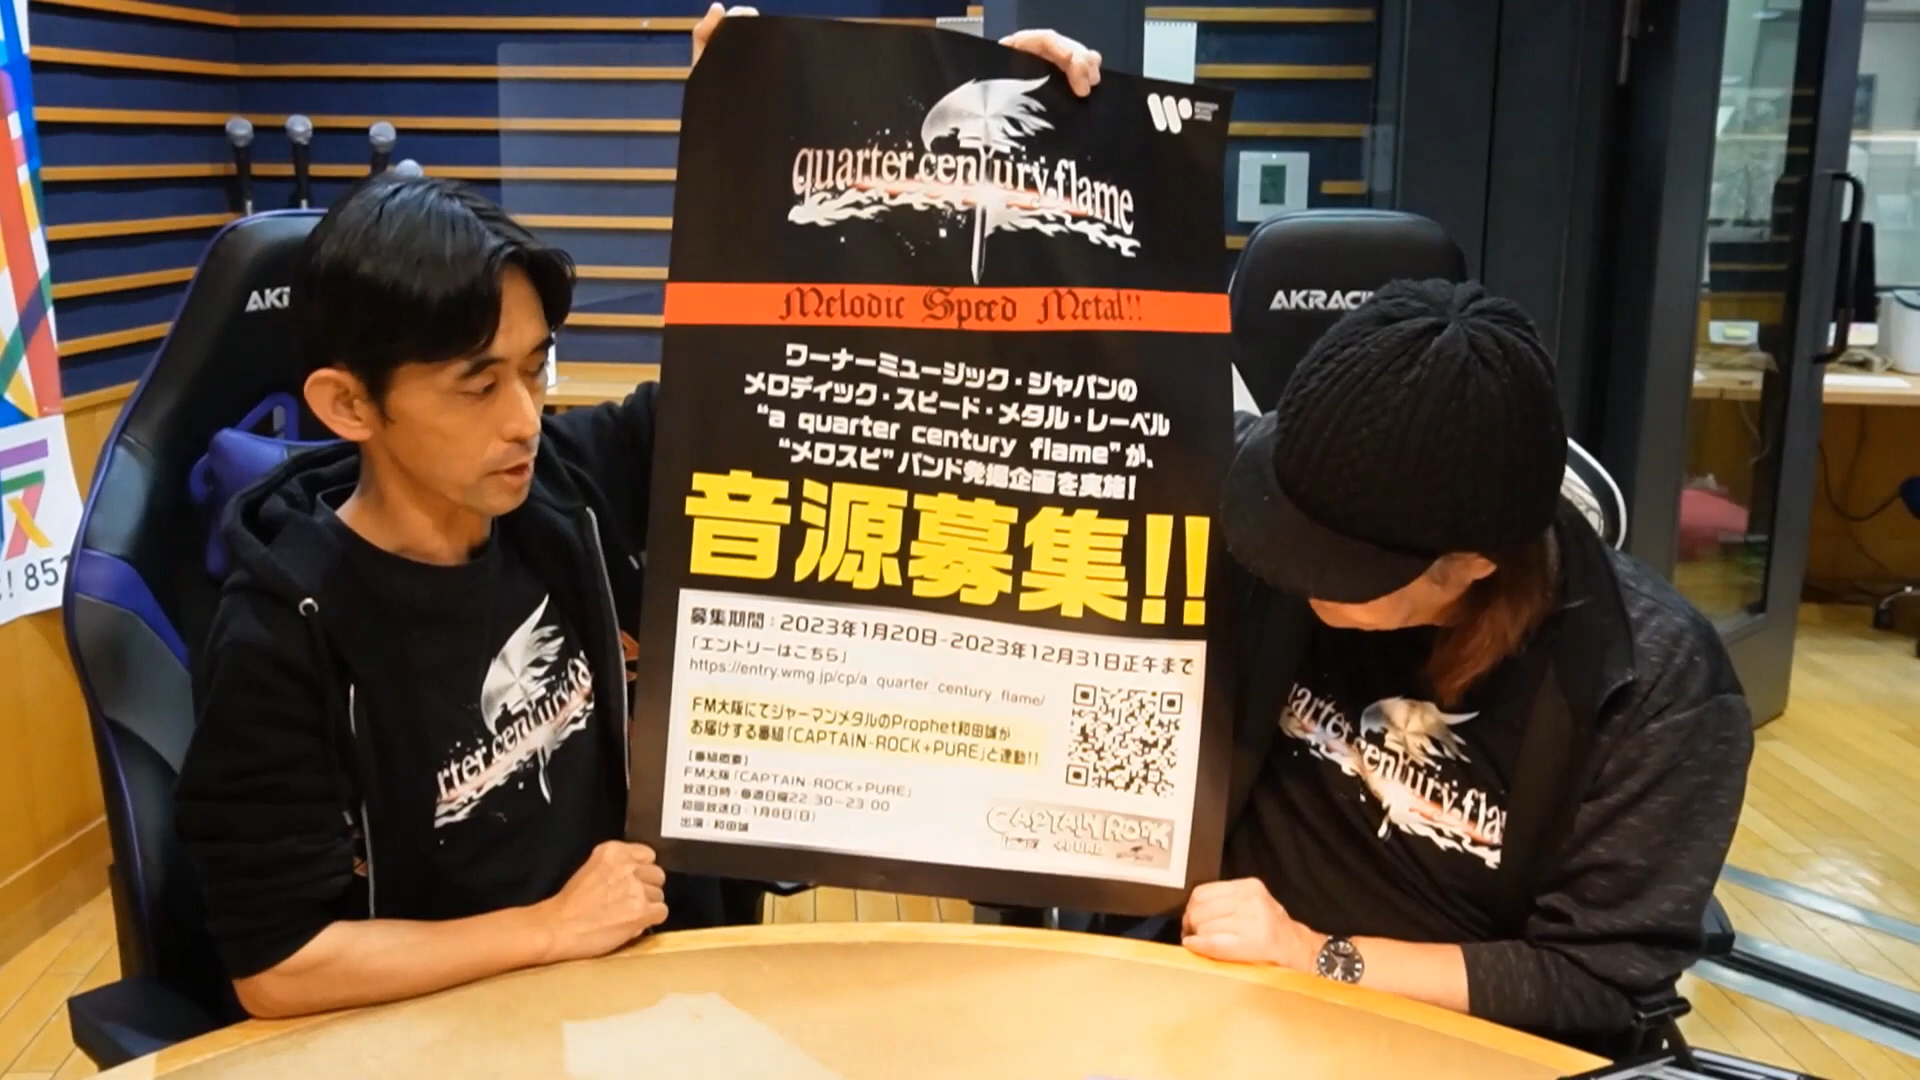 quarter century flame
Melodic Speed Metal!!
ワーナーミュージック・ジャパンの
メロディック・スピード・メタル・レーベル
“a quarter century flame”が、
“メロスピ”バンド発掘企画を実施！
音源募集!!
募集期間：2023年1月20日-2023年12月31日正午まで
「エントリーはこちら」
https://entry.wmg.jp/cp/a_quarter_century_flame/
FM大阪にてジャーマンメタルのProphet和田誠が
お届けする番組「CAPTAIN-ROCK+PURE」と連動!!
【番組概要】
FM大阪「CAPTAIN-ROCK+PURE」
放送日時：毎週日曜22:30-23:00
初回放送日：1月8日(日)
出演：和田誠
CAPTAIN ROCK
+PURE
AKRACI
AKI
! 851
rter century fla
uarter century fla